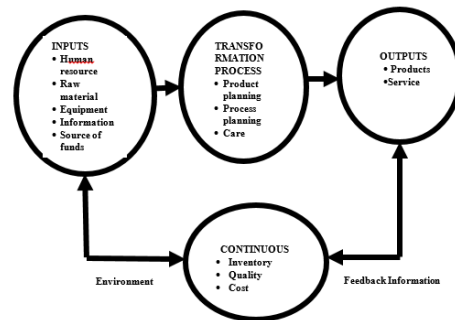 INPUTS
• Human
resource
• Raw
material
• Equipment
• Information
• Source of
funds
TRANSFO
RMATION
PROCESS
• Product
planning
• Process
planning
• Care
OUTPUTS
• Products
•Service
CONTINUOUS
• Inventory
• Quality
• Cost
Environment
Feedback Information